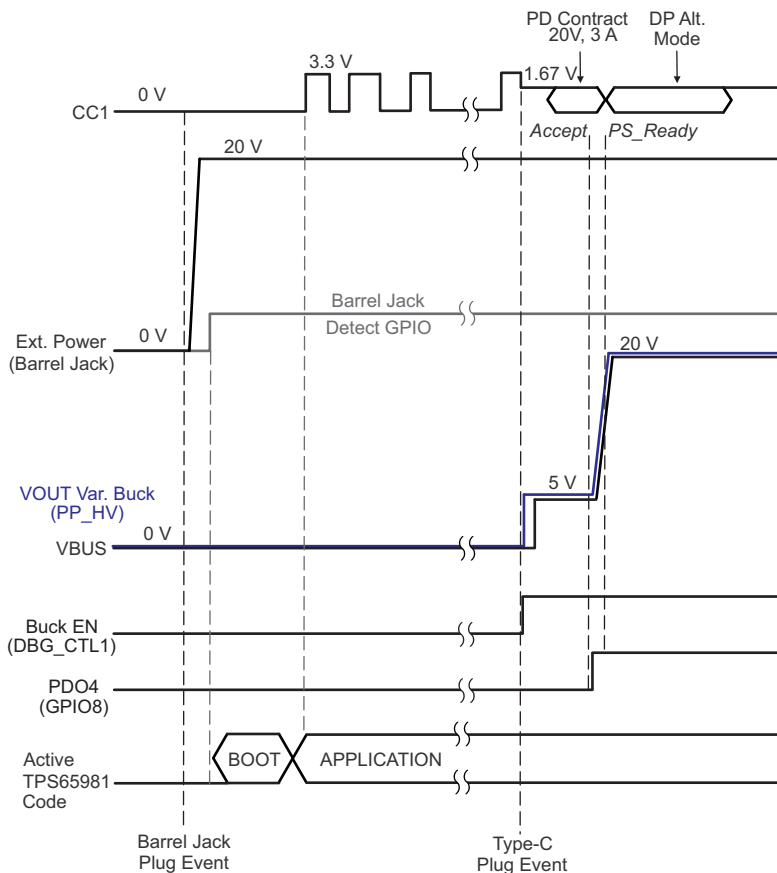 PD Contract
20V, 3 A
DP Alt.
Mode
3.3 V
1.67 V
0 V
CC1
Accept
PS_Ready
20 V
Barrel Jack
Detect GPIO
Ext. Power
(Barrel Jack)
0 V
20 V
VOUT Var. Buck
(PP_HV)
5 V
0 V
VBUS
Buck EN
(DBG_CTL1)
PDO4
(GPIO8)
Active
TPS65981
Code
BOOT
APPLICATION
Barrel Jack
Plug Event
Type-C
Plug Event